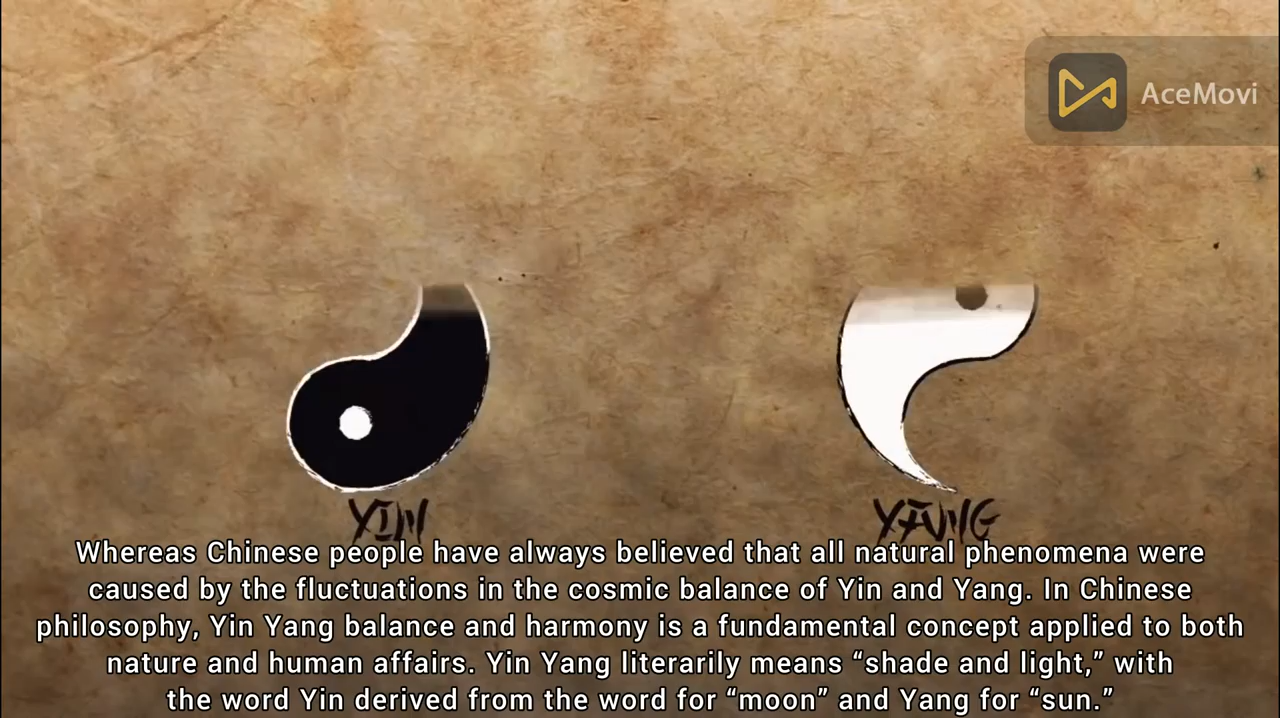 AceMovi
YIN
YANG
Whereas Chinese people have always believed that all natural phenomena were
caused by the fluctuations in the cosmic balance of Yin and Yang. In Chinese
philosophy, Yin Yang balance and harmony is a fundamental concept applied to both
nature and human affairs. Yin Yang literarily means “shade and light,” with
the word Yin derived from the word for “moon” and Yang for “sun.”